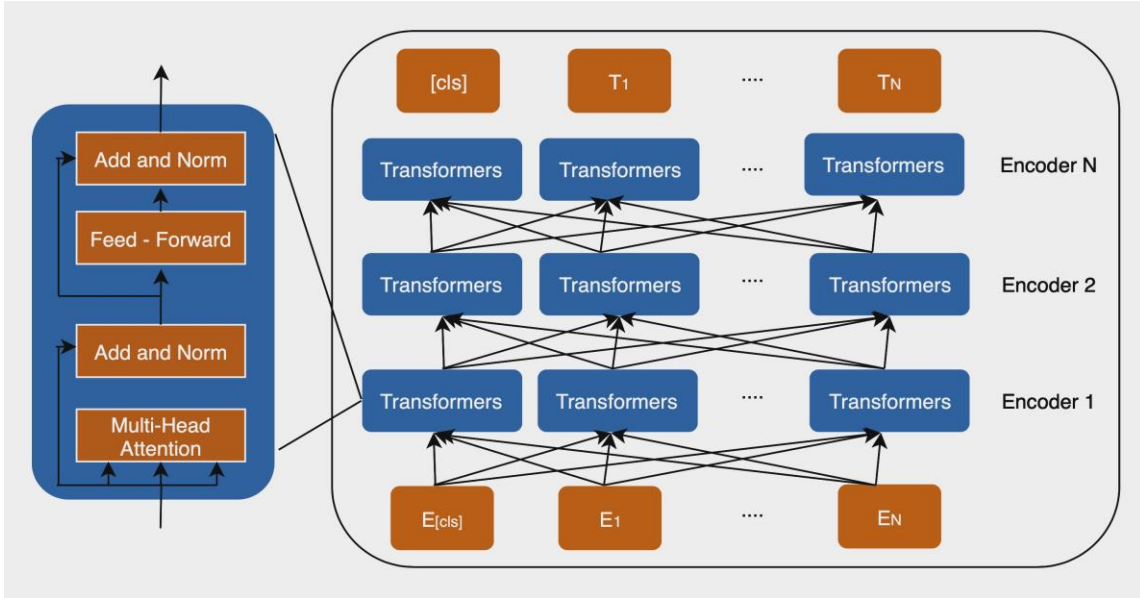 [cls] T1 .... TN
Add and Norm
Transformers Transformers .... Transformers Encoder N
Feed - Forward
Transformers Transformers .... Transformers Encoder 2
Add and Norm
Transformers Transformers .... Transformers Encoder 1
Multi-Head
Attention
E[cls] E1 .... EN